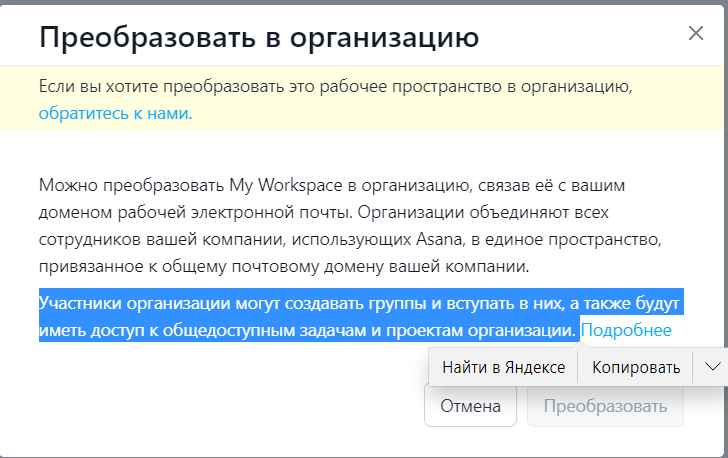 Преобразовать в организацию
Если вы хотите преобразовать это рабочее пространство в организацию,
обратитесь к нами.
Можно преобразовать My Workspace в организацию, связав её с вашим
доменом рабочей электронной почты. Организации объединяют всех
сотрудников вашей компании, использующих Asana, в единое пространство,
привязанное к общему почтовому домену вашей компании.
Участники организации могут создавать группы и вступать в них, а также будут
иметь доступ к общедоступным задачам и проектам организации. Подробнее
Найти в Яндексе Копировать
Отмена Преобразовать